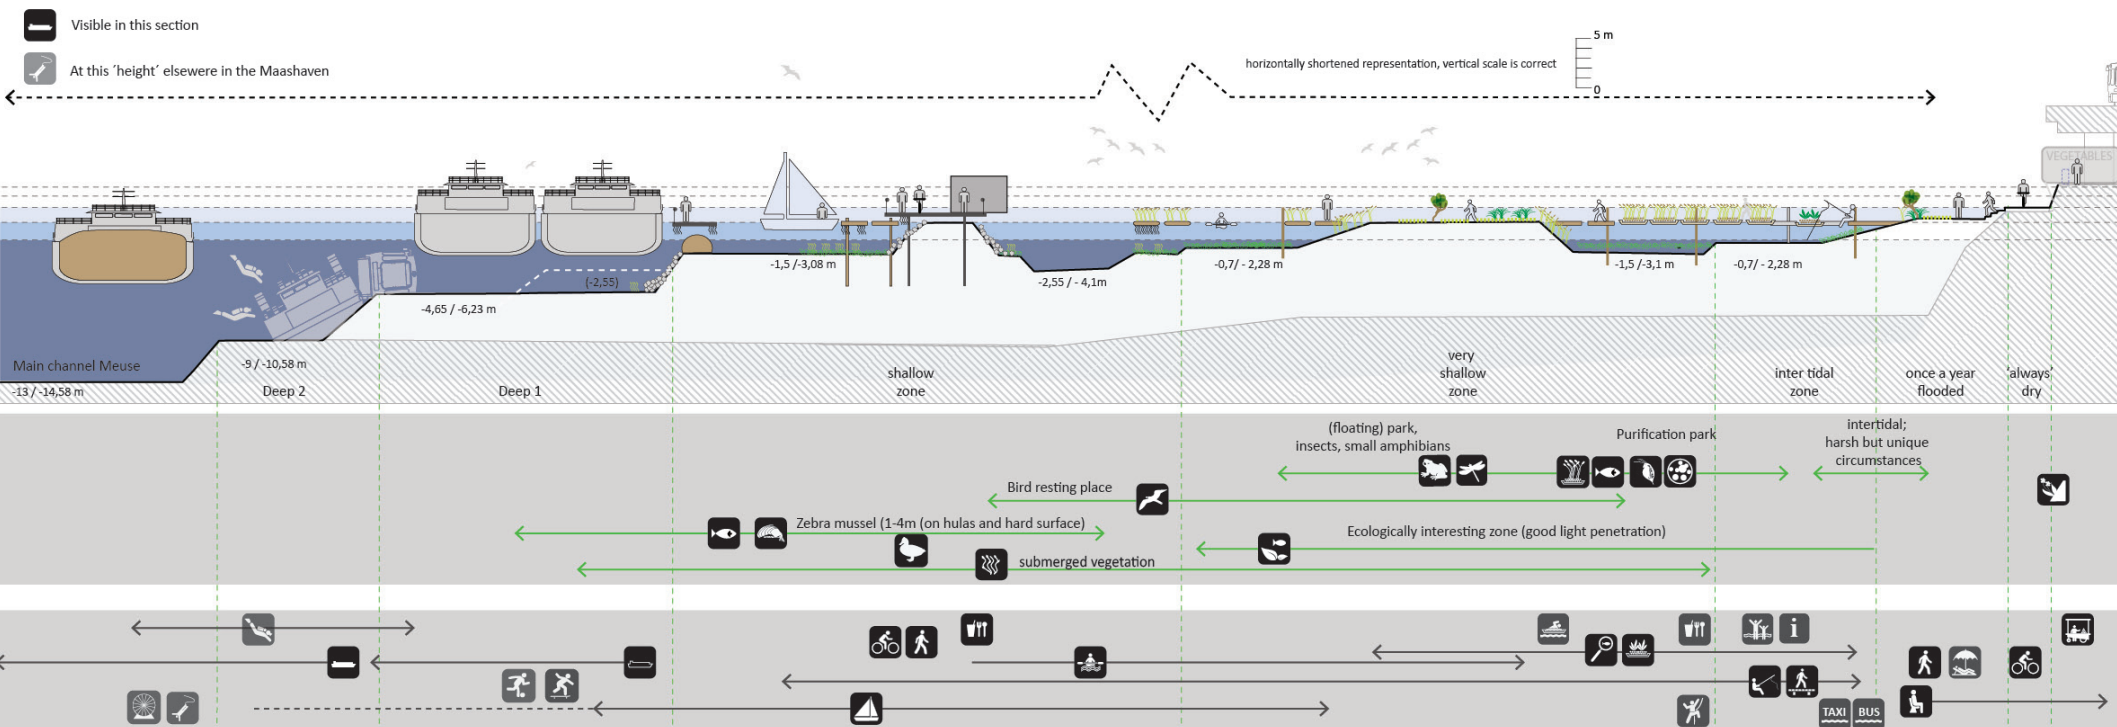 Visible in this section
At this ´height´ elsewere in the Maashaven
horizontally shortened representation, vertical scale is correct
5 m
0
VEGETABLES
-1,5 /-3,08 m
(-2,55)
-4,65 / -6,23 m
-2,55 / - 4,1m
-0,7/ - 2,28 m
-1,5 /-3,1 m
-0,7/ - 2,28 m
Main channel Meuse
-13 / -14,58 m
-9 / -10,58 m
Deep 2
Deep 1
shallow
zone
very
shallow
zone
inter tidal
zone
once a year
flooded
'always'
dry
(floating) park,
insects, small amphibians
Purification park
intertidal;
harsh but unique
circumstances
Bird resting place
Zebra mussel (1-4m (on hulas and hard surface)
Ecologically interesting zone (good light penetration)
submerged vegetation
i
TAXI
BUS